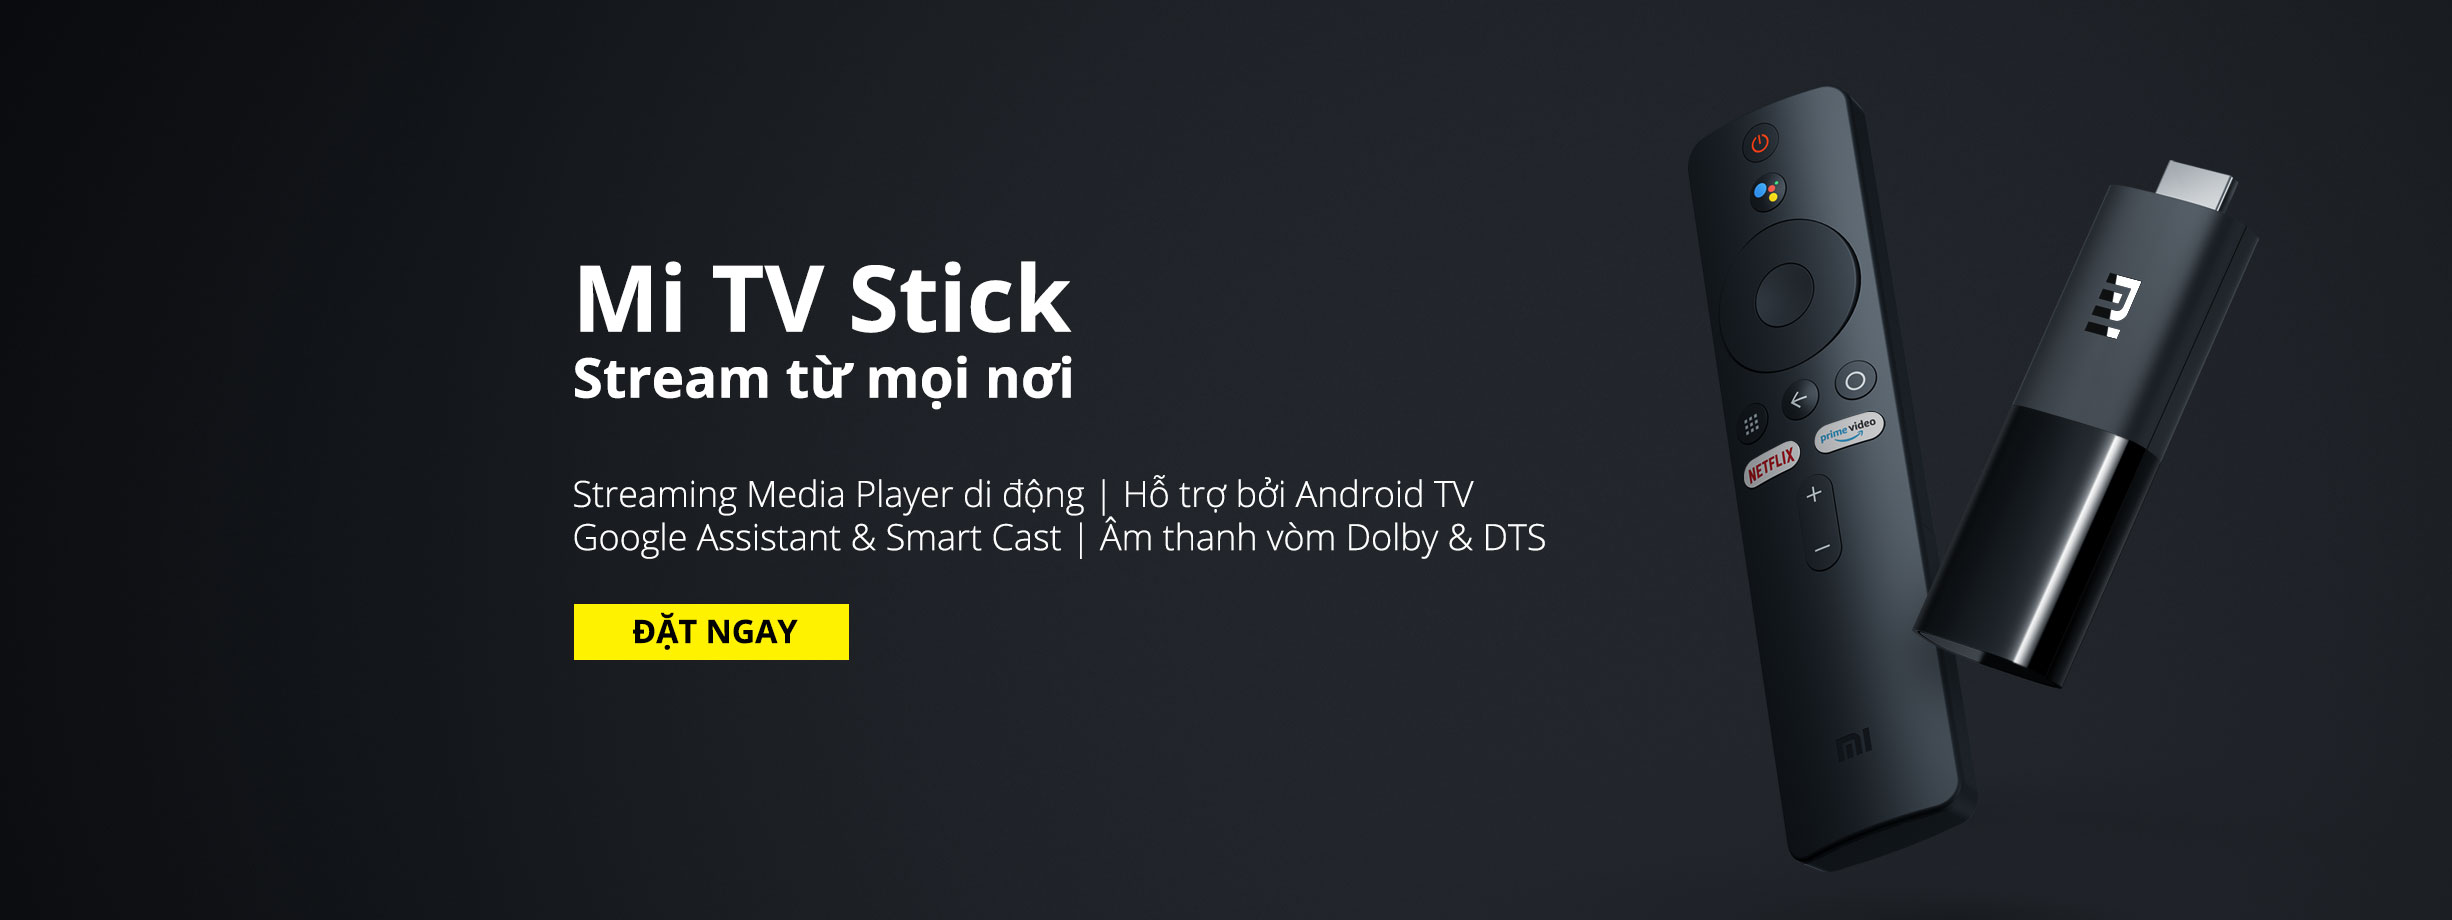 Mi TV Stick
Stream từ mọi nơi
Streaming Media Player di động | Hỗ trợ bởi Android TV
Google Assistant & Smart Cast | Âm thanh vòm Dolby & DTS
ĐẶT NGAY
prime video
NETFLIX
mi
mi